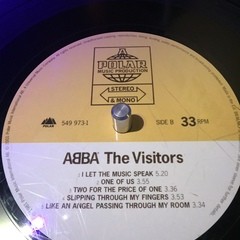 A
POLAR
MUSIC PRODUCTION
STEREO
& MONO
POLAR
549 973-1
SIDE B
33 RPM
ABBA The Visitors
I LET THE MUSIC SPEAK 5.20
ONE OF US 3.55
TWO FOR THE PRICE OF ONE 3.36
SLIPPING THROUGH MY FINGERS 3.51
LIKE AN ANGEL PASSING THROUGH MY ROOM 3.34